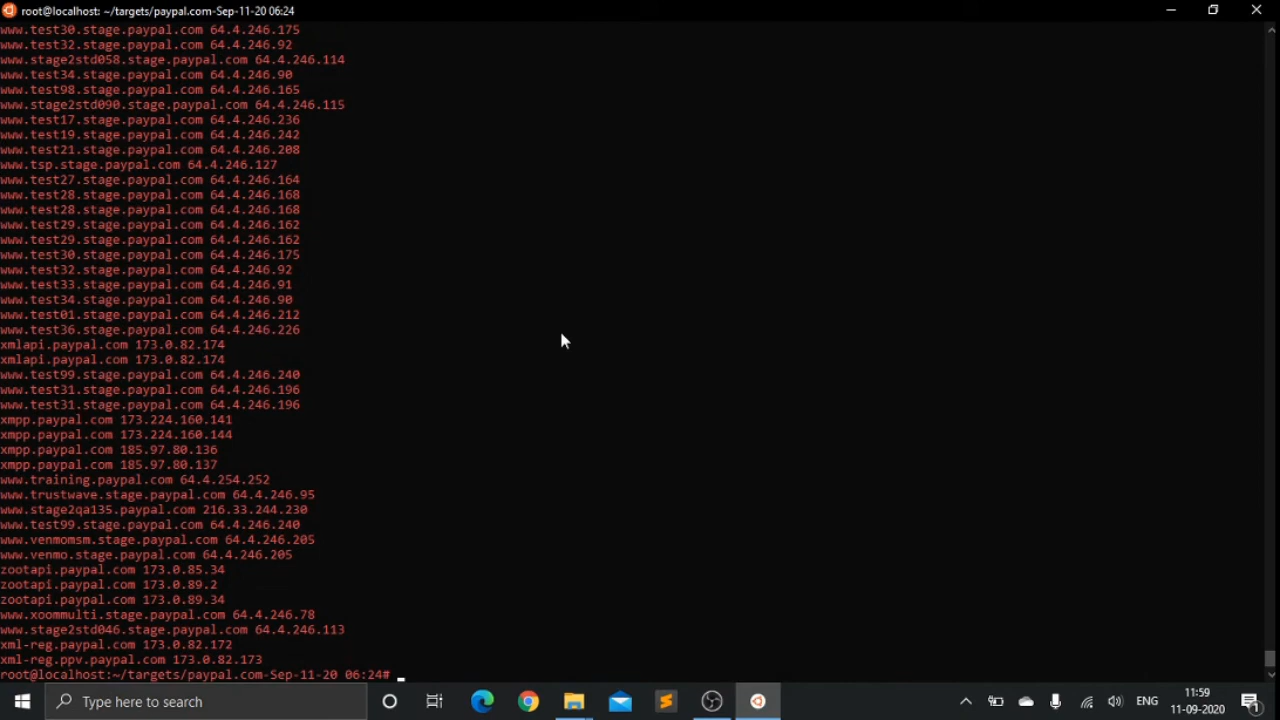 root@localhost: ~/targets/paypal.com-Sep-11-20 06:24
www.test30.stage.paypal.com 64.4.246.175
www.test32.stage.paypal.com 64.4.246.92
www.stage2std058.stage.paypal.com 64.4.246.114
www.test34.stage.paypal.com 64.4.246.90
www.test98.stage.paypal.com 64.4.246.165
www.stage2std090.stage.paypal.com 64.4.246.115
www.test17.stage.paypal.com 64.4.246.236
www.test19.stage.paypal.com 64.4.246.242
www.test21.stage.paypal.com 64.4.246.208
www.tsp.stage.paypal.com 64.4.246.127
www.test27.stage.paypal.com 64.4.246.164
www.test28.stage.paypal.com 64.4.246.168
www.test28.stage.paypal.com 64.4.246.168
www.test29.stage.paypal.com 64.4.246.162
www.test29.stage.paypal.com 64.4.246.162
www.test30.stage.paypal.com 64.4.246.175
www.test32.stage.paypal.com 64.4.246.92
www.test33.stage.paypal.com 64.4.246.91
www.test34.stage.paypal.com 64.4.246.90
www.test01.stage.paypal.com 64.4.246.212
www.test36.stage.paypal.com 64.4.246.226
xmlapi.paypal.com 173.0.82.174
xmlapi.paypal.com 173.0.82.174
www.test99.stage.paypal.com 64.4.246.240
www.test31.stage.paypal.com 64.4.246.196
www.test31.stage.paypal.com 64.4.246.196
xmpp.paypal.com 173.224.160.141
xmpp.paypal.com 173.224.160.144
xmpp.paypal.com 185.97.80.136
xmpp.paypal.com 185.97.80.137
www.training.paypal.com 64.4.254.252
www.trustwave.stage.paypal.com 64.4.246.95
www.stage2qa135.paypal.com 216.33.244.230
www.test99.stage.paypal.com 64.4.246.240
www.venmomsm.stage.paypal.com 64.4.246.205
www.venmo.stage.paypal.com 64.4.246.205
zootapi.paypal.com 173.0.85.34
zootapi.paypal.com 173.0.89.2
zootapi.paypal.com 173.0.89.34
www.xoommulti.stage.paypal.com 64.4.246.78
www.stage2std046.stage.paypal.com 64.4.246.113
xml-reg.paypal.com 173.0.82.172
xml-reg.ppv.paypal.com 173.0.82.173
root@localhost:~/targets/paypal.com-Sep-11-20 06:24#
Type here to search
ENG
11:59
11-09-2020
1